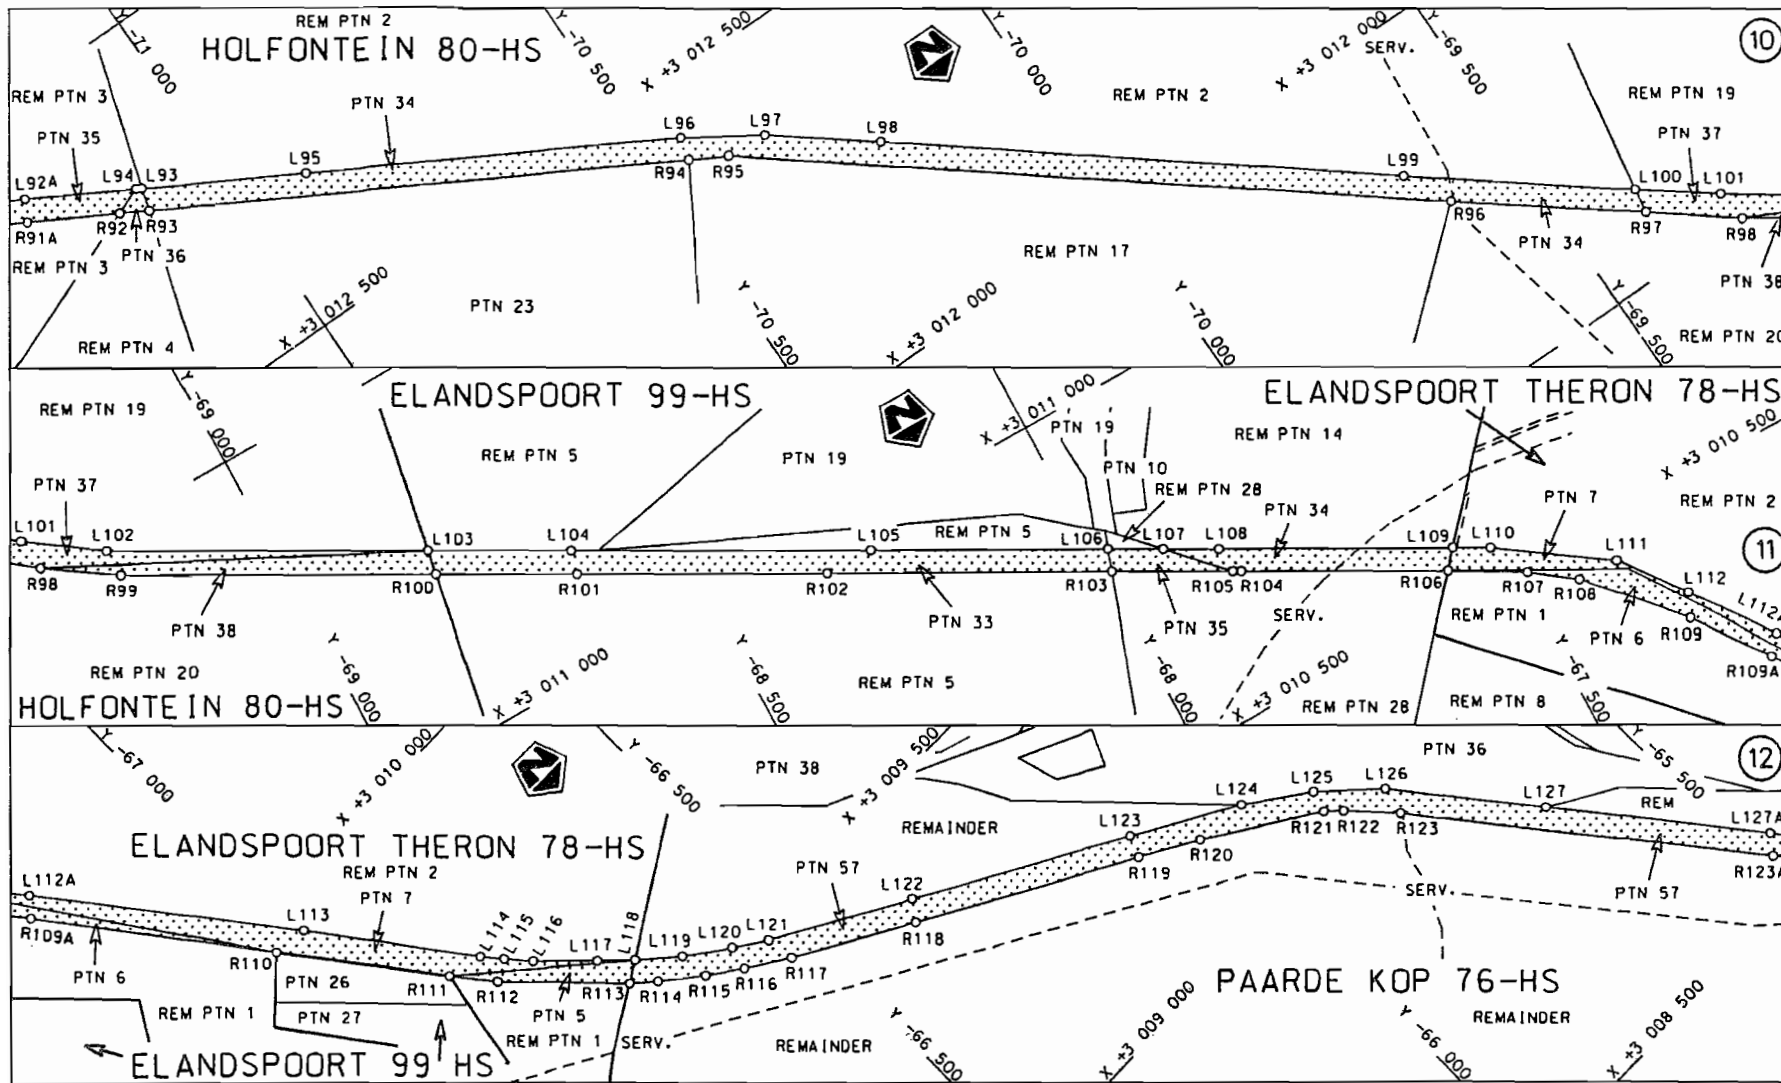 REM PTN 2
HOLFONTEIN 80-HS
Y -71 000
Y -70 500
X +3 012 500
Y -70 000
X +3 012 000
SERV.
Y -69 500
10
REM PTN 3
PTN 35
PTN 34
REM PTN 2
REM PTN 19
PTN 37
L92A
L94
L93
L95
L96
L97
L98
L99
L100
L101
R91A
R92
R93
R94
R95
R96
R97
R98
REM PTN 3
PTN 36
REM PTN 17
PTN 34
PTN 38
PTN 23
REM PTN 4
X +3 012 500
Y -70 500
X +3 012 000
Y -70 000
Y -69 500
REM PTN 20
ELANDSPOORT 99-HS
ELANDSPOORT THERON 78-HS
REM PTN 19
Y -69 000
X +3 011 000
PTN 19
REM PTN 14
X +3 010 500
REM PTN 5
PTN 19
PTN 10
REM PTN 28
PTN 34
PTN 7
REM PTN 2
PTN 37
REM PTN 5
11
L101
L102
L103
L104
L105
L106
L107
L108
L109
L110
L111
L112
L112A
R98
R99
R100
R101
R102
R103
R105
R104
R106
R107
R108
R109
R109A
PTN 38
PTN 33
PTN 35
SERV.
REM PTN 1
PTN 6
REM PTN 20
REM PTN 5
REM PTN 28
REM PTN 8
HOLFONTEIN 80-HS
Y -69 000
X +3 011 000
Y -68 500
Y -68 000
X +3 010 500
Y -67 500
Y -67 000
X +3 010 000
Y -66 500
PTN 38
X +3 009 500
PTN 36
Y -65 500
12
ELANDSPOORT THERON 78-HS
REM PTN 2
PTN 7
REMAINDER
PTN 57
REM
L112A
L113
L114
L115
L116
L117
L118
L119
L120
L121
L122
L123
L124
L125
L126
L127
L127A
R109A
R110
R111
R112
R113
R114
R115
R116
R117
R118
R119
R120
R121
R122
R123
R123A
PTN 6
PTN 26
PTN 5
SERV.
PTN 57
REM PTN 1
PTN 27
REM PTN 1
SERV.
REMAINDER
PAARDE KOP 76-HS
REMAINDER
ELANDSPOORT 99 HS
Y -66 500
X +3 009 000
Y -66 000
X +3 008 500